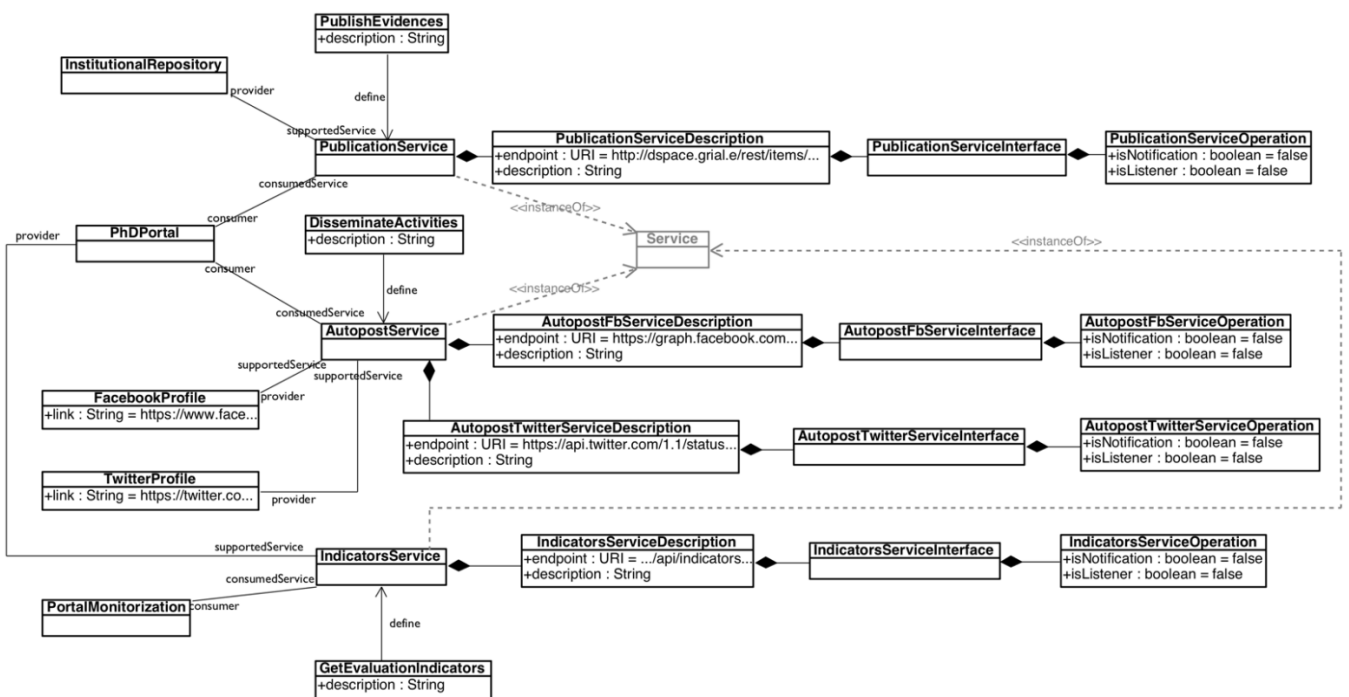 PublishEvidences
+description : String
InstitutionalRepository
provider
define
supportedService
PublicationService
PublicationServiceDescription
+endpoint : URI = http://dspace.grial.e/rest/items/...
+description : String
PublicationServiceInterface
PublicationServiceOperation
+isNotification : boolean = false
+isListener : boolean = false
consumedService
consumer
<<instanceOf>>
provider
PhDPortal
DisseminateActivities
+description : String
Service
<<instanceOf>>
consumer
define
<<instanceOf>>
consumedService
AutopostService
AutopostFbServiceDescription
+endpoint : URI = https://graph.facebook.com...
+description : String
AutopostFbServiceInterface
AutopostFbServiceOperation
+isNotification : boolean = false
+isListener : boolean = false
supportedService
supportedService
FacebookProfile
+link : String = https://www.face...
provider
AutopostTwitterServiceDescription
+endpoint : URI = https://api.twitter.com/1.1/status...
+description : String
AutopostTwitterServiceInterface
AutopostTwitterServiceOperation
+isNotification : boolean = false
+isListener : boolean = false
TwitterProfile
+link : String = https://twitter.co...
provider
supportedService
IndicatorsService
IndicatorsServiceDescription
+endpoint : URI = .../api/indicators...
+description : String
IndicatorsServiceInterface
IndicatorsServiceOperation
+isNotification : boolean = false
+isListener : boolean = false
consumedService
PortalMonitorization
consumer
define
GetEvaluationIndicators
+description : String